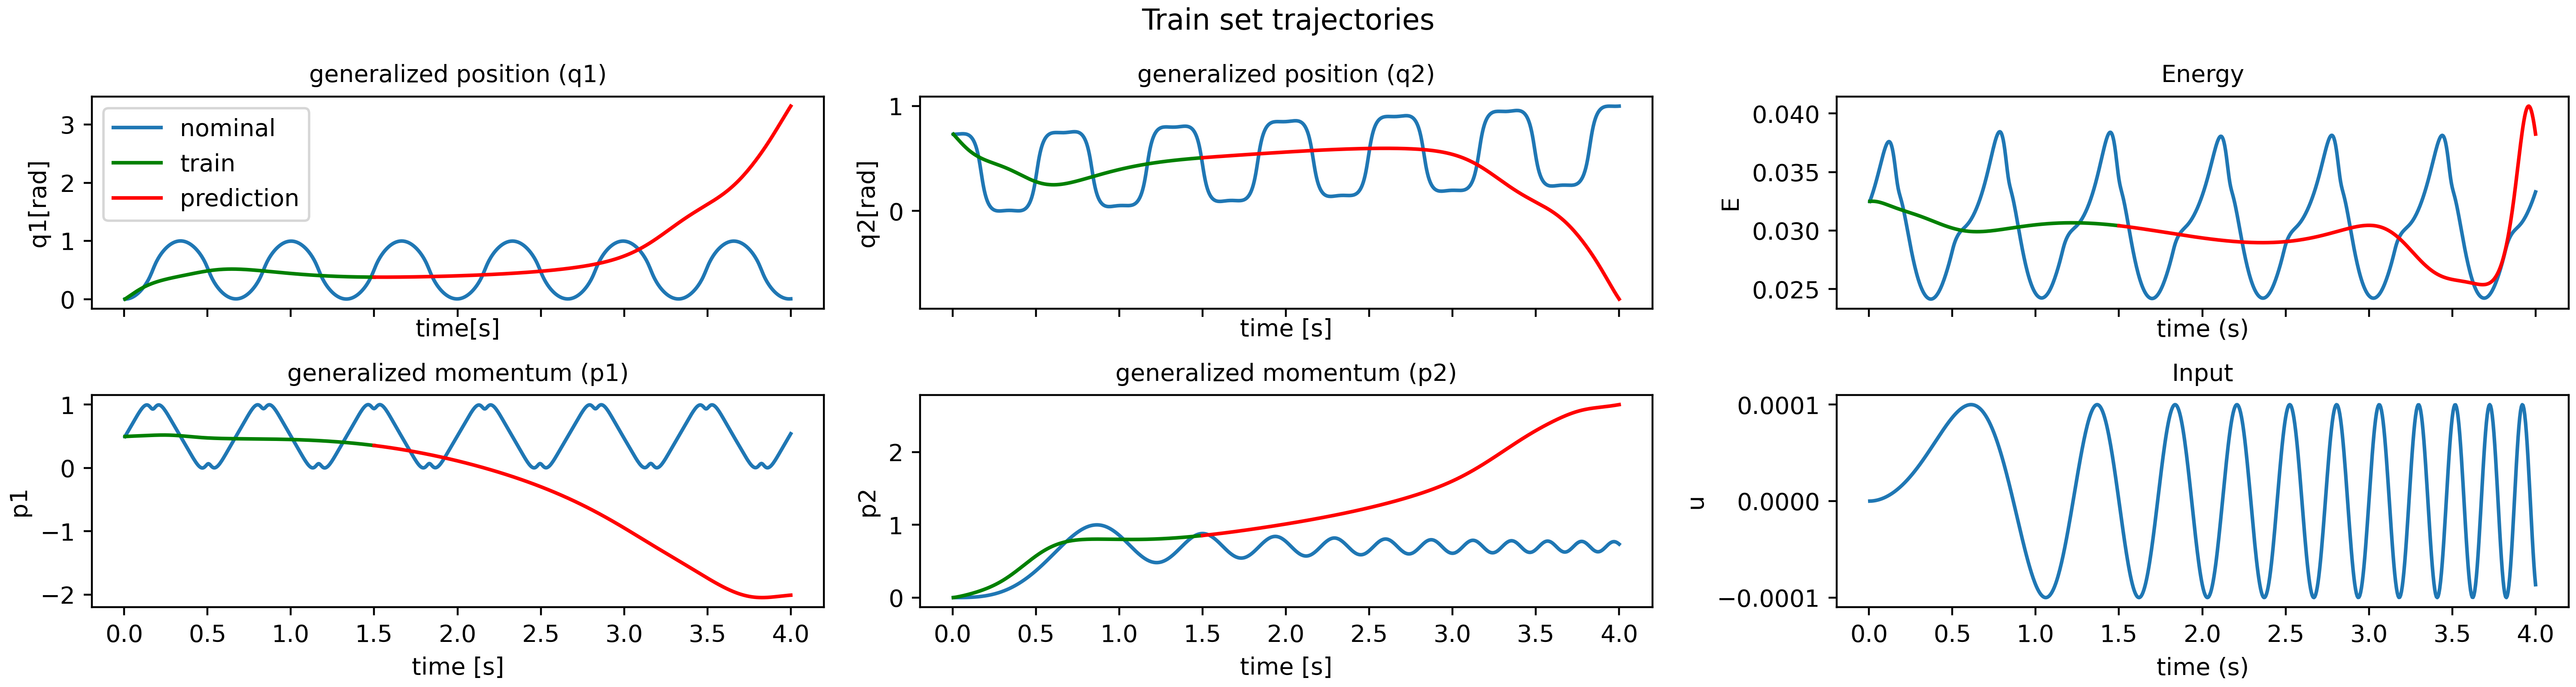 Train set trajectories
generalized position (q1)
q1[rad]
3
2
1
0
nominal
train
prediction
time[s]
generalized position (q2)
q2[rad]
1
0
time [s]
Energy
E
0.040
0.035
0.030
0.025
time (s)
generalized momentum (p1)
p1
1
0
−1
−2
0.0 0.5 1.0 1.5 2.0 2.5 3.0 3.5 4.0
time [s]
generalized momentum (p2)
p2
2
1
0
0.0 0.5 1.0 1.5 2.0 2.5 3.0 3.5 4.0
time [s]
Input
u
0.0001
0.0000
−0.0001
0.0 0.5 1.0 1.5 2.0 2.5 3.0 3.5 4.0
time (s)